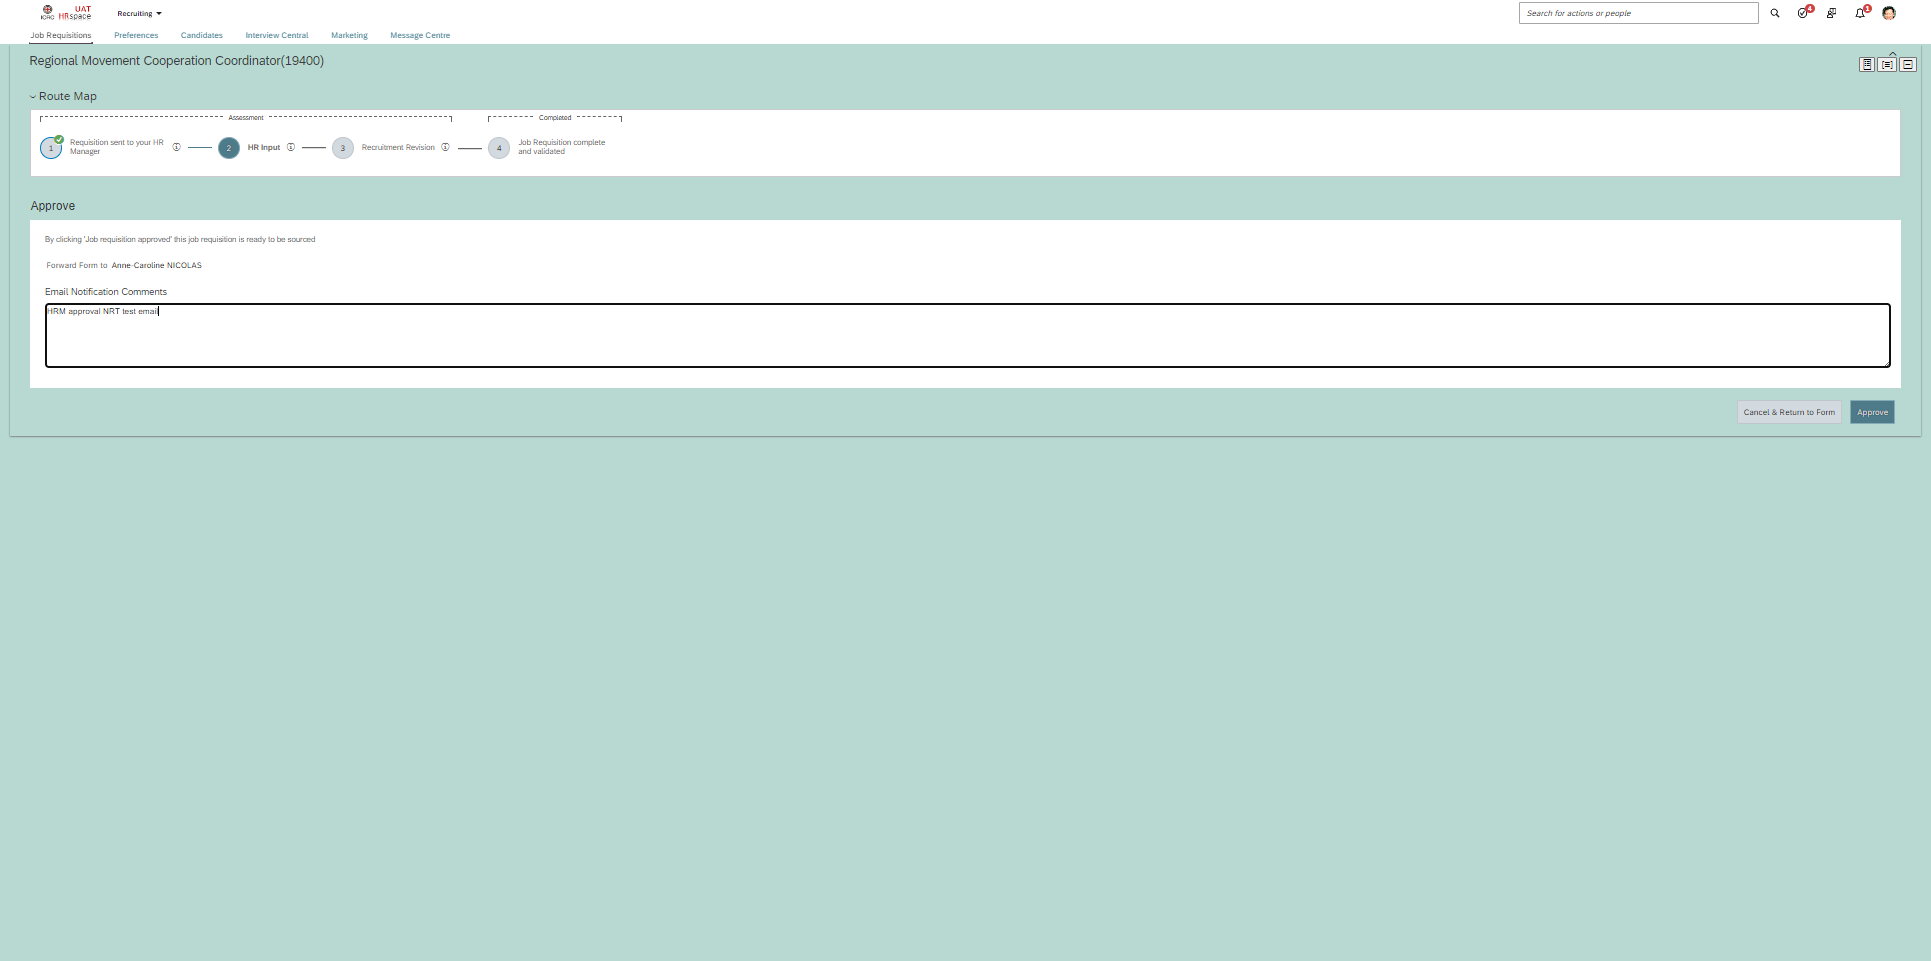 UAT
ICRC HRspace
Recruiting
Search for actions or people
4
1
Job Requisitions Preferences Candidates Interview Central Marketing Message Centre
Regional Movement Cooperation Coordinator(19400)
Route Map
Assessment
Completed
1 Requisition sent to your HR
Manager
2 HR Input
3 Recruitment Revision
4 Job Requisition complete
and validated
Approve
By clicking 'Job requisition approved' this job requisition is ready to be sourced
Forward Form to Anne-Caroline NICOLAS
Email Notification Comments
HRM approval NRT test email
Cancel & Return to Form Approve